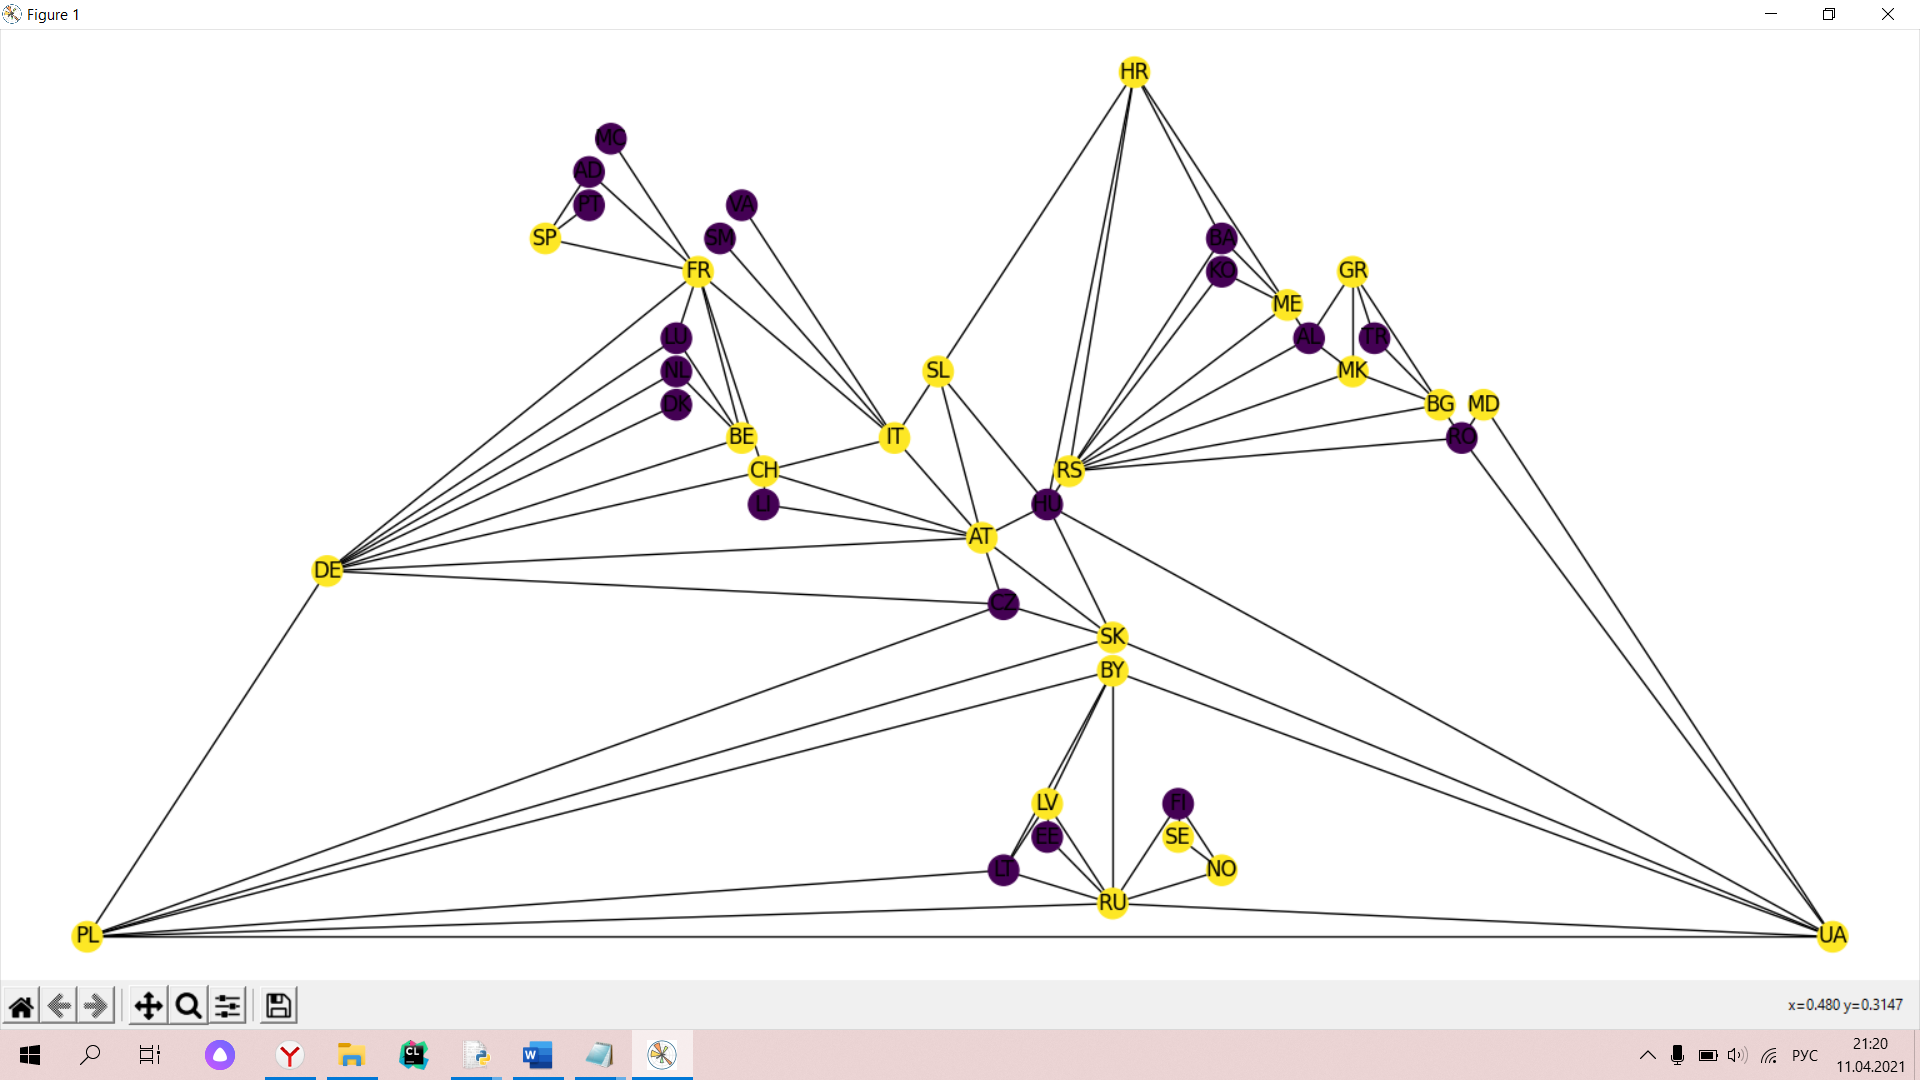 Figure 1
HR
MC
AD
PT
VA
SP
SM
BA
FR
KO
GR
ME
LU
AL
TR
NL
SL
MK
DK
BG
MD
BE
IT
RO
CH
RS
LI
HU
AT
DE
CZ
SK
BY
LV
FI
EE
SE
LT
NO
RU
PL
UA
x=0.480 y=0.3147
CL
W
РУС
21:20
11.04.2021